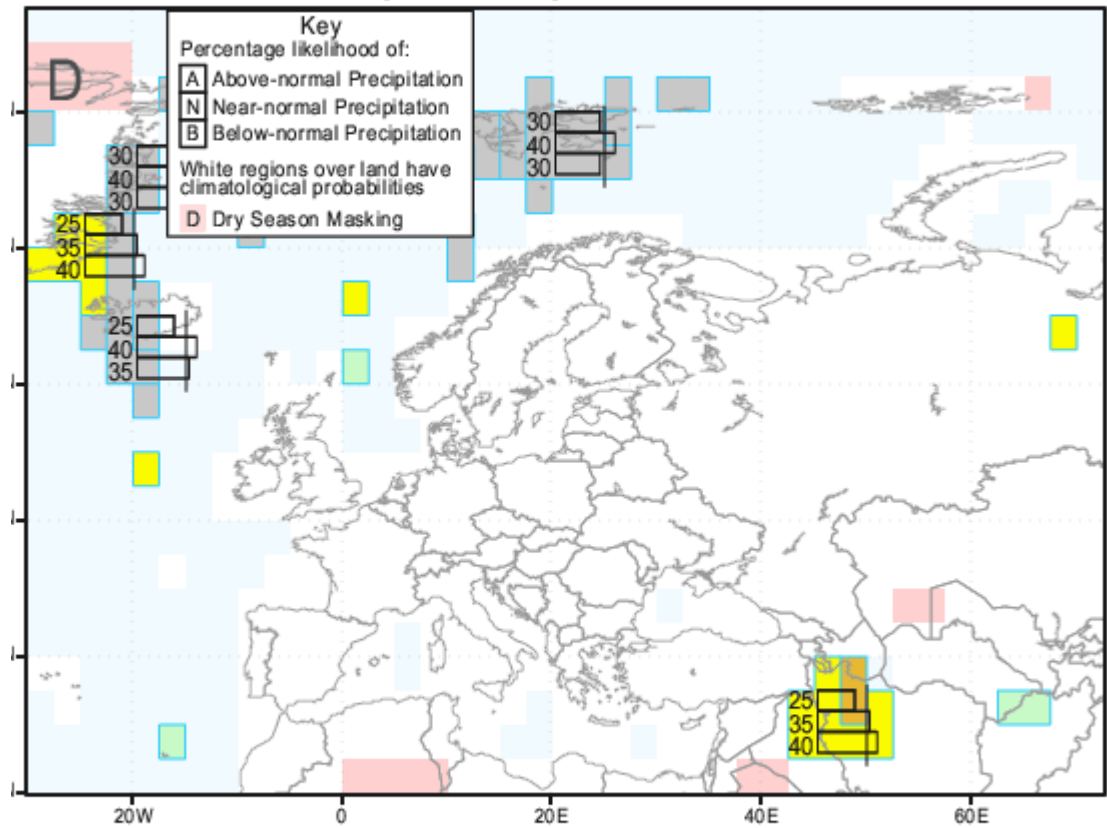 Key
Percentage likelihood of:
A Above-normal Precipitation
N Near-normal Precipitation
B Below-normal Precipitation
White regions over land have
climatological probabilities
D Dry Season Masking
D
30
40
30
30
40
30
25
35
40
25
40
35
25
35
40
20W 0 20E 40E 60E